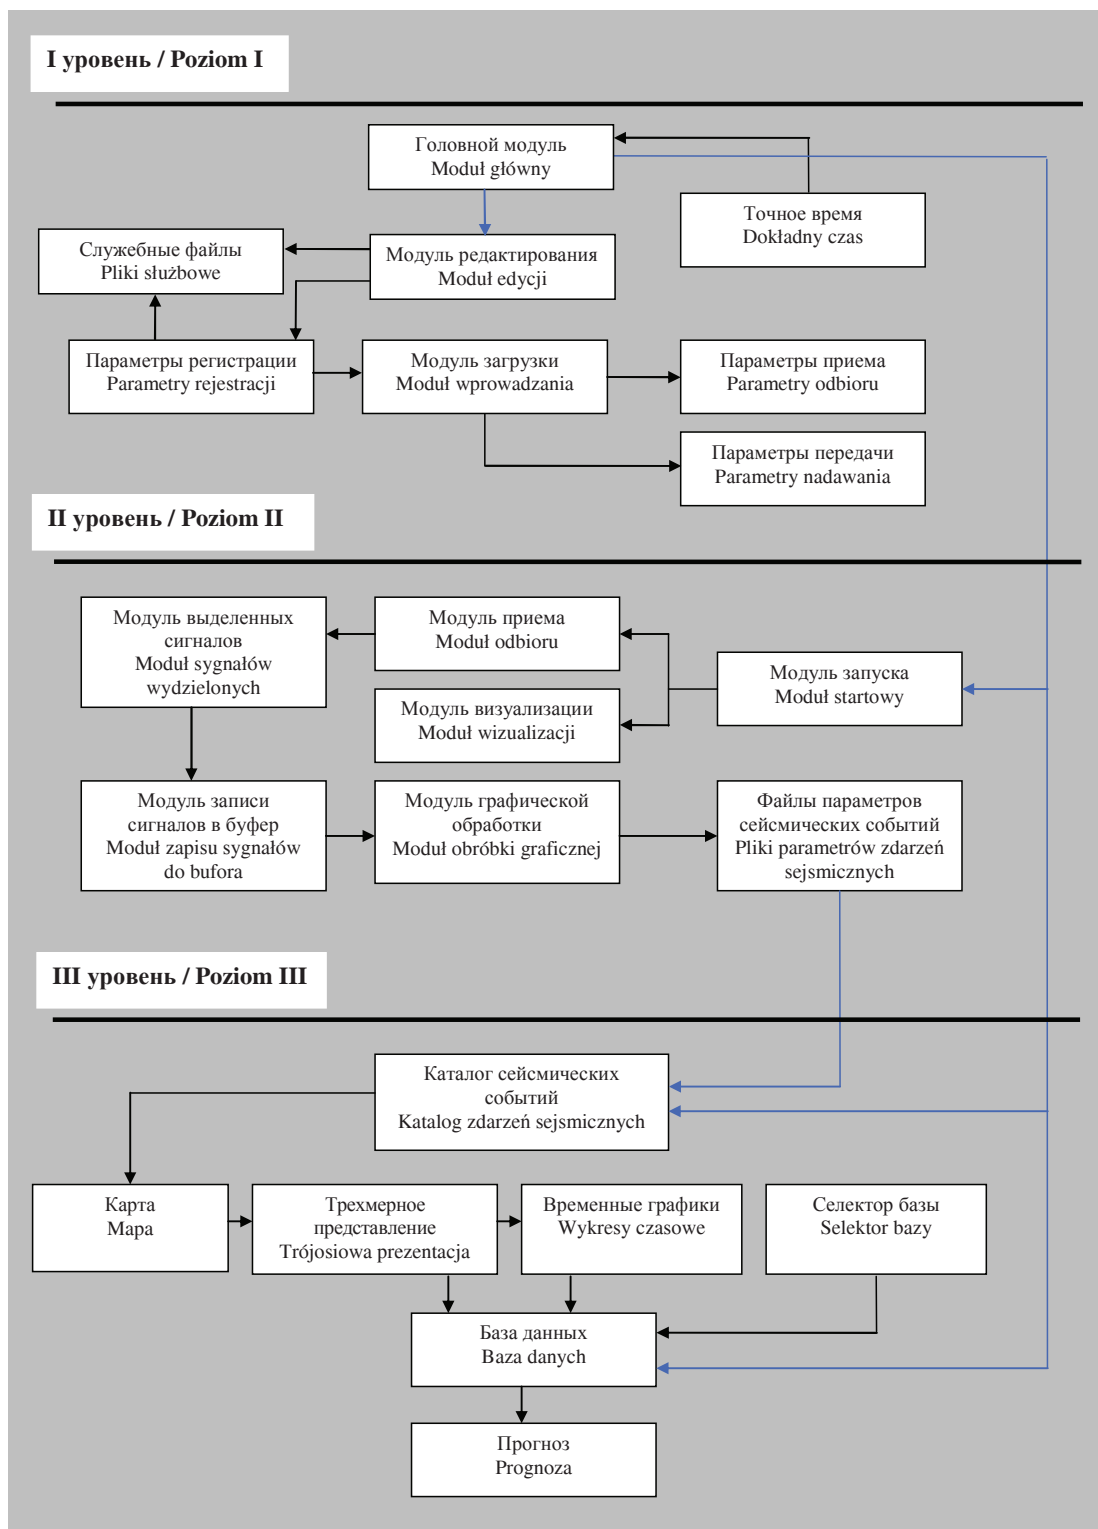 I уровень / Poziom I
Головной модуль
Moduł główny
Точное время
Dokładny czas
Служебные файлы
Pliki służbowe
Модуль редактирования
Moduł edycji
Параметры регистрации
Parametry rejestracji
Модуль загрузки
Moduł wprowadzania
Параметры приема
Parametry odbioru
Параметры передачи
Parametry nadawania
II уровень / Poziom II
Модуль выделенных
сигналов
Moduł sygnałów
wydzielonych
Модуль приема
Moduł odbioru
Модуль запуска
Moduł startowy
Модуль визуализации
Moduł wizualizacji
Модуль записи
сигналов в буфер
Moduł zapisu sygnałów
do bufora
Модуль графической
обработки
Moduł obróbki graficznej
Файлы параметров
сейсмических событий
Pliki parametrów zdarzeń
sejsmicznych
III уровень / Poziom III
Каталог сейсмических
событий
Katalog zdarzeń sejsmicznych
Карта
Mapa
Трехмерное
представление
Trójosiowa prezentacja
Временные графики
Wykresy czasowe
Селектор базы
Selektor bazy
База данных
Baza danych
Прогноз
Prognoza